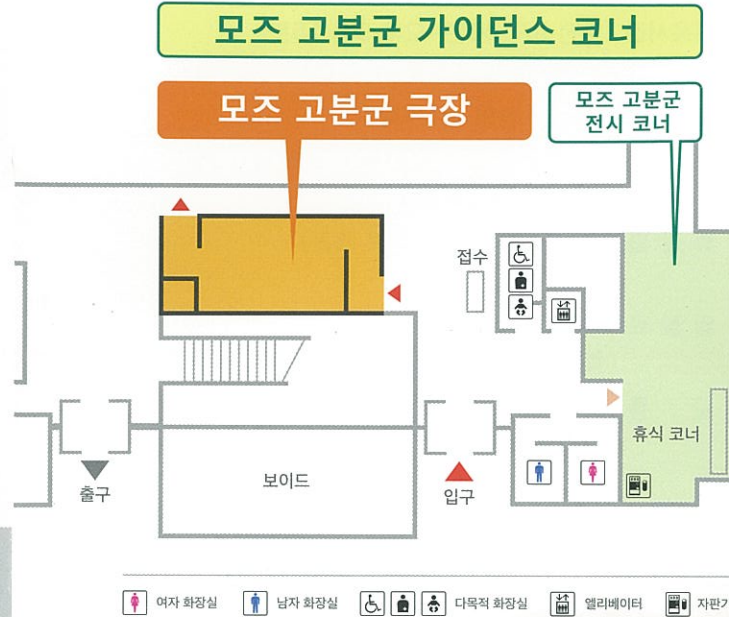 모즈 고분군 가이던스 코너
모즈 고분군 극장
모즈 고분군
전시 코너
접수
휴식 코너
보이드
출구
입구
여자 화장실
남자 화장실
다목적 화장실
엘리베이터
자판기